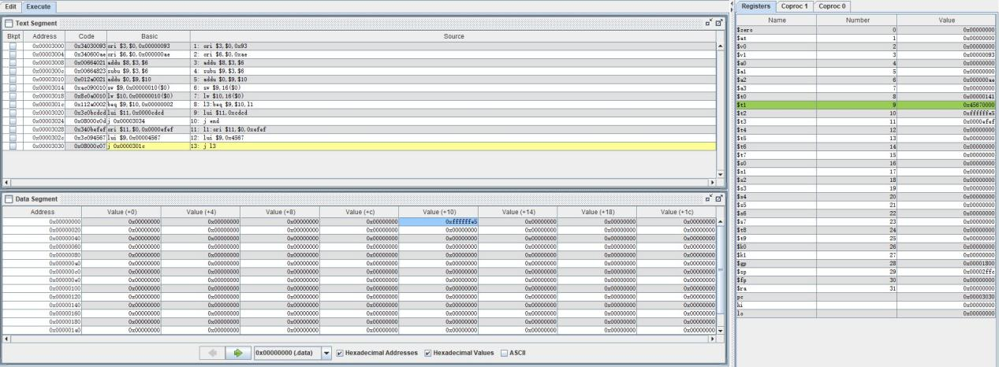 Edit Execute
Text Segment
Bkpt Address Code Basic Source
0x00003000 0x34030093 ori $3,$0,0x00000093 1: ori $3,$0,0x93
0x00003004 0x340600ae ori $6,$0,0x000000ae 2: ori $6,$0,0xae
0x00003008 0x00664021 addu $8,$3,$6 3: addu $8,$3,$6
0x0000300c 0x00664823 subu $9,$3,$6 4: subu $9,$3,$6
0x00003010 0x012a0021 addu $0,$9,$10 5: addu $0,$9,$10
0x00003014 0xac090010 sw $9,0x00000010($0) 6: sw $9,16($0)
0x00003018 0x8c0a0010 lw $10,0x00000010($0) 7: lw $10,16($0)
0x0000301c 0x112a0002 beq $9,$10,0x00000002 8: l3:beq $9,$10,l1
0x00003020 0x3c0bcdcd lui $11,0x0000cdcd 9: lui $11,0xcdcd
0x00003024 0x08000c0d j 0x00003034 10: j end
0x00003028 0x340befef ori $11,$0,0x0000efef 11: l1:ori $11,$0,0xefef
0x0000302c 0x3c094567 lui $9,0x00004567 12: lui $9,0x4567
0x00003030 0x08000c07 j 0x0000301c 13: j l3
Data Segment
Address Value (+0) Value (+4) Value (+8) Value (+c) Value (+10) Value (+14) Value (+18) Value (+1c)
0x00000000 0x00000000 0x00000000 0x00000000 0x00000000 0xffffffe5 0x00000000 0x00000000 0x00000000
0x00000020 0x00000000 0x00000000 0x00000000 0x00000000 0x00000000 0x00000000 0x00000000 0x00000000
0x00000040 0x00000000 0x00000000 0x00000000 0x00000000 0x00000000 0x00000000 0x00000000 0x00000000
0x00000060 0x00000000 0x00000000 0x00000000 0x00000000 0x00000000 0x00000000 0x00000000 0x00000000
0x00000080 0x00000000 0x00000000 0x00000000 0x00000000 0x00000000 0x00000000 0x00000000 0x00000000
0x000000a0 0x00000000 0x00000000 0x00000000 0x00000000 0x00000000 0x00000000 0x00000000 0x00000000
0x000000c0 0x00000000 0x00000000 0x00000000 0x00000000 0x00000000 0x00000000 0x00000000 0x00000000
0x000000e0 0x00000000 0x00000000 0x00000000 0x00000000 0x00000000 0x00000000 0x00000000 0x00000000
0x00000100 0x00000000 0x00000000 0x00000000 0x00000000 0x00000000 0x00000000 0x00000000 0x00000000
0x00000120 0x00000000 0x00000000 0x00000000 0x00000000 0x00000000 0x00000000 0x00000000 0x00000000
0x00000140 0x00000000 0x00000000 0x00000000 0x00000000 0x00000000 0x00000000 0x00000000 0x00000000
0x00000160 0x00000000 0x00000000 0x00000000 0x00000000 0x00000000 0x00000000 0x00000000 0x00000000
0x00000180 0x00000000 0x00000000 0x00000000 0x00000000 0x00000000 0x00000000 0x00000000 0x00000000
0x000001a0 0x00000000 0x00000000 0x00000000 0x00000000 0x00000000 0x00000000 0x00000000 0x00000000
0x00000000 (.data) Hexadecimal Addresses Hexadecimal Values ASCII
Registers Coproc 1 Coproc 0
Name Number Value
$zero 0 0x00000000
$at 1 0x00000000
$v0 2 0x00000000
$v1 3 0x00000093
$a0 4 0x00000000
$a1 5 0x00000000
$a2 6 0x000000ae
$a3 7 0x00000000
$t0 8 0x00000141
$t1 9 0x45670000
$t2 10 0xffffffe5
$t3 11 0x0000efef
$t4 12 0x00000000
$t5 13 0x00000000
$t6 14 0x00000000
$t7 15 0x00000000
$s0 16 0x00000000
$s1 17 0x00000000
$s2 18 0x00000000
$s3 19 0x00000000
$s4 20 0x00000000
$s5 21 0x00000000
$s6 22 0x00000000
$s7 23 0x00000000
$t8 24 0x00000000
$t9 25 0x00000000
$k0 26 0x00000000
$k1 27 0x00000000
$gp 28 0x00001800
$sp 29 0x00002ffc
$fp 30 0x00000000
$ra 31 0x00000000
pc 0x00003030
hi 0x00000000
lo 0x00000000